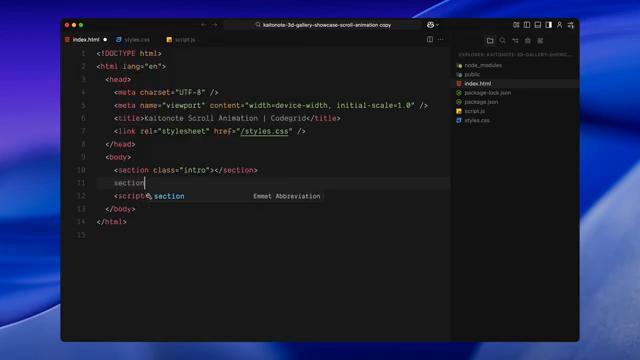 kaitonote-3d-gallery-showcase-scroll-animation copy
index.html
styles.css
script.js
1 <!DOCTYPE html>
2 <html lang="en">
3 <head>
4 <meta charset="UTF-8" />
5 <meta name="viewport" content="width=device-width, initial-scale=1.0" />
6 <title>Kaitonote Scroll Animation | Codegrid</title>
7 <link rel="stylesheet" href="/styles.css" />
8 </head>
9 <body>
10 <section class="intro"></section>
11 section
12 <script
section Emmet Abbreviation
13 </body>
14 </html>
15
EXPLORER: KAITONOTE-3D-GALLERY-SHOWC...
node_modules
public
index.html
package-lock.json
package.json
script.js
styles.css